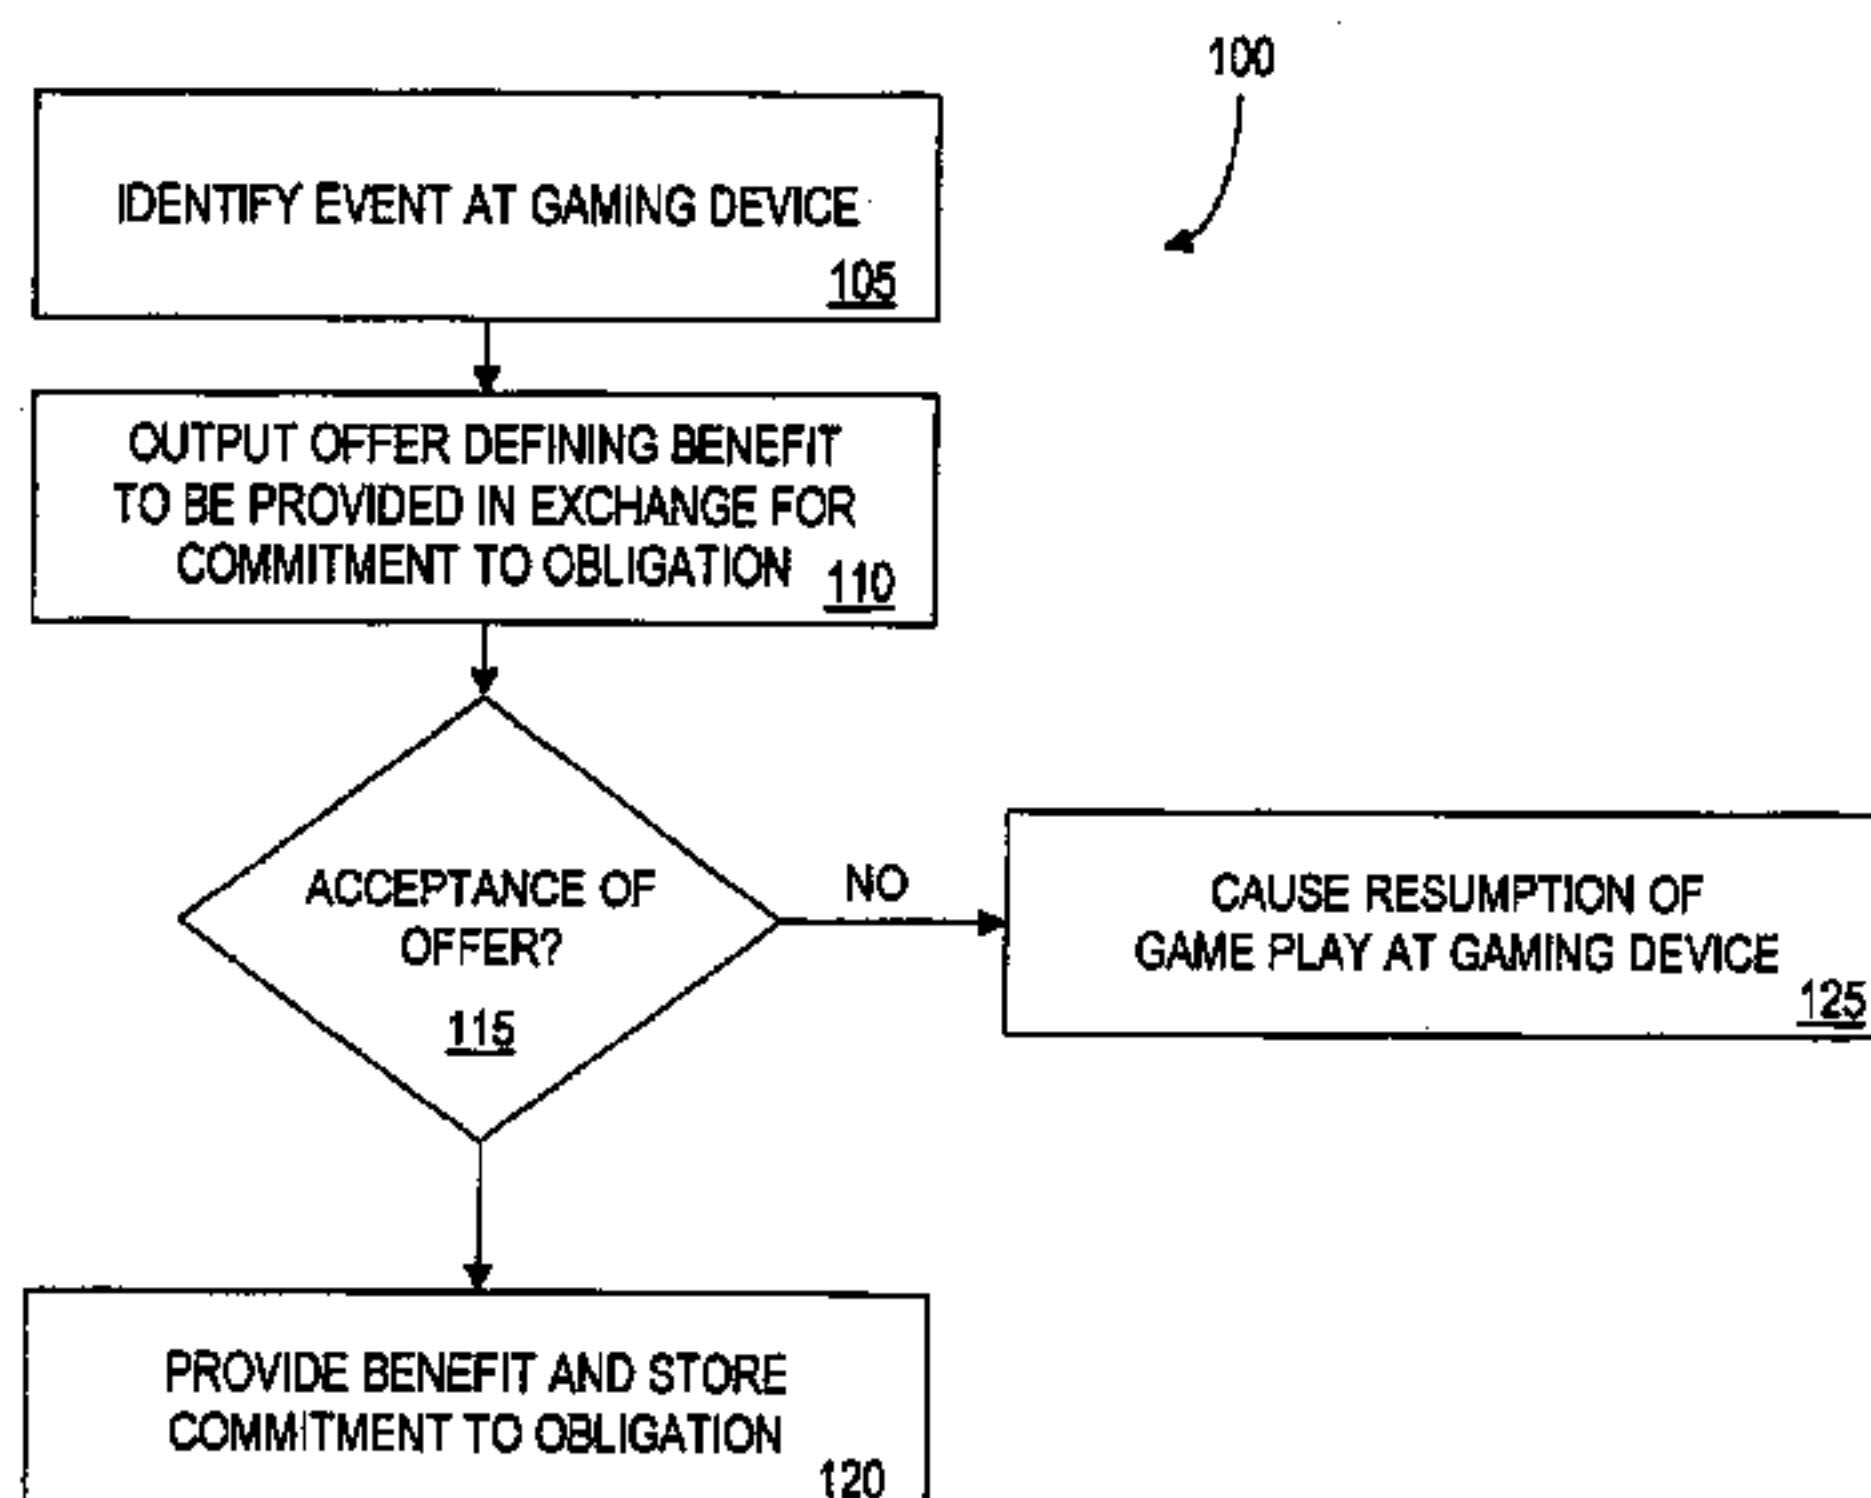 100
IDENTIFY EVENT AT GAMING DEVICE
105
OUTPUT OFFER DEFINING BENEFIT
TO BE PROVIDED IN EXCHANGE FOR
COMMITMENT TO OBLIGATION
110
ACCEPTANCE OF
OFFER?
115
NO
CAUSE RESUMPTION OF
GAME PLAY AT GAMING DEVICE
125
PROVIDE BENEFIT AND STORE
COMMITMENT TO OBLIGATION
120